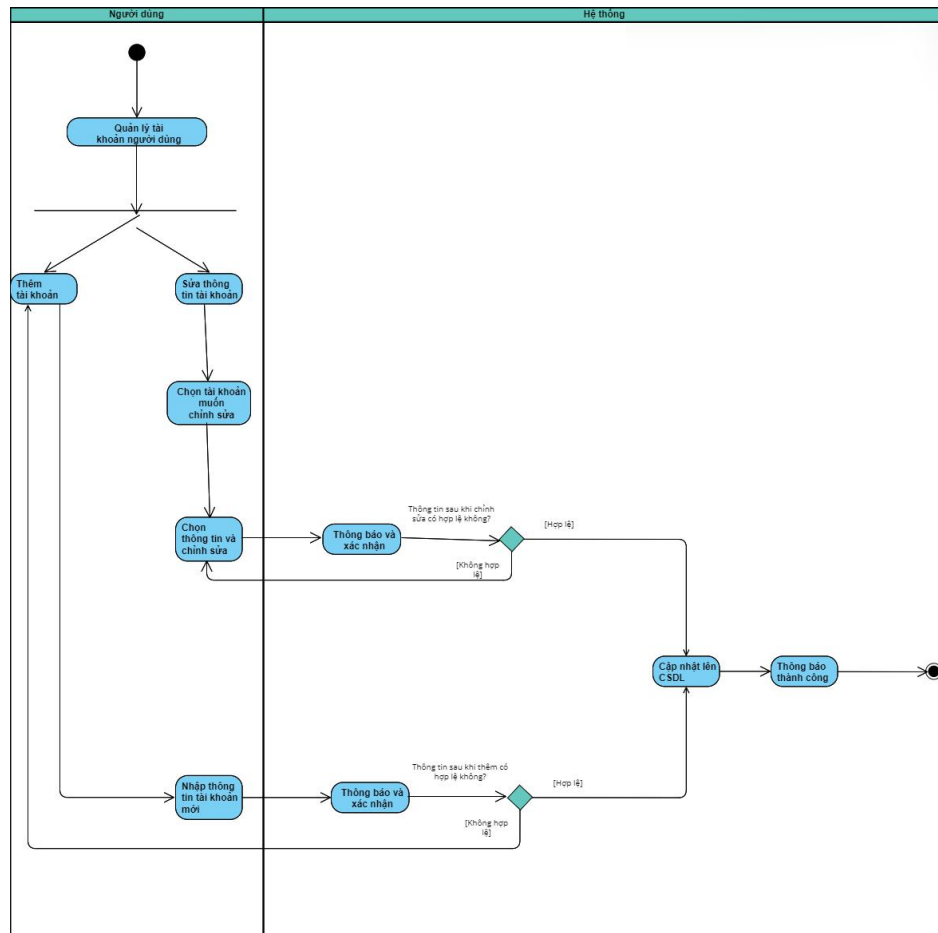 Người dùng
Hệ thống
Quản lý tài
khoản người dùng
Thêm
tài khoản
Sửa thông
tin tài khoản
Chọn tài khoản
muốn
chỉnh sửa
Chọn
thông tin và
chỉnh sửa
Thông báo và
xác nhận
Thông tin sau khi chỉnh
sửa có hợp lệ không?
[Hợp lệ]
[Không hợp
lệ]
Cập nhật lên
CSDL
Thông báo
thành công
Nhập thông
tin tài khoản
mới
Thông báo và
xác nhận
Thông tin sau khi thêm có
hợp lệ không?
[Hợp lệ]
[Không hợp
lệ]